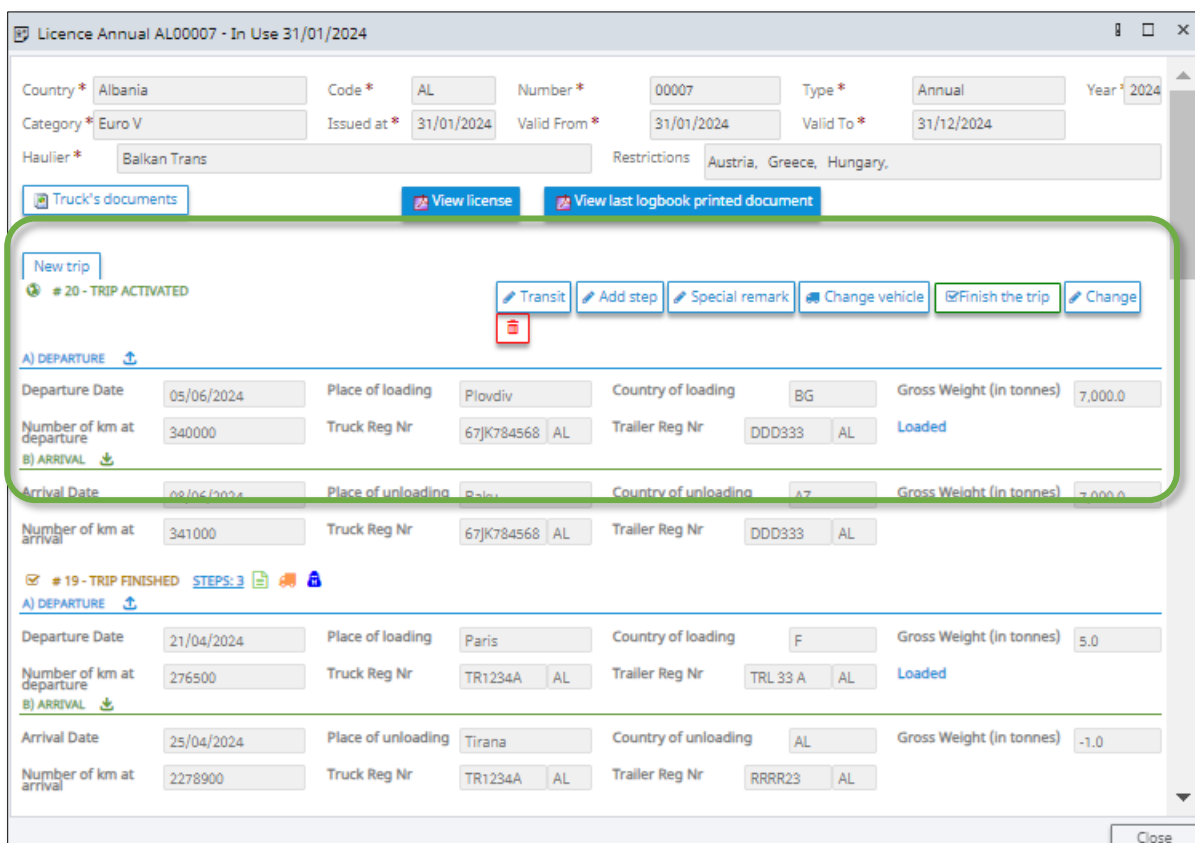 Licence Annual AL00007 - In Use 31/01/2024
Country * Albania Code * AL Number * 00007 Type * Annual Year * 2024
Category * Euro V Issued at * 31/01/2024 Valid From * 31/01/2024 Valid To * 31/12/2024
Haulier * Balkan Trans Restrictions Austria, Greece, Hungary,
Truck's documents View license View last logbook printed document
New trip
# 20 - TRIP ACTIVATED Transit Add step Special remark Change vehicle Finish the trip Change
A) DEPARTURE
Departure Date 05/06/2024 Place of loading Plovdiv Country of loading BG Gross Weight (in tonnes) 7,000.0
Number of km at departure 340000 Truck Reg Nr 67JK784568 AL Trailer Reg Nr DDD333 AL Loaded
B) ARRIVAL
Arrival Date 08/06/2024 Place of unloading Baku Country of unloading AZ Gross Weight (in tonnes) 7,000.0
Number of km at arrival 341000 Truck Reg Nr 67JK784568 AL Trailer Reg Nr DDD333 AL
# 19 - TRIP FINISHED STEPS: 3
A) DEPARTURE
Departure Date 21/04/2024 Place of loading Paris Country of loading F Gross Weight (in tonnes) 5.0
Number of km at departure 276500 Truck Reg Nr TR1234A AL Trailer Reg Nr TRL 33 A AL Loaded
B) ARRIVAL
Arrival Date 25/04/2024 Place of unloading Tirana Country of unloading AL Gross Weight (in tonnes) -1.0
Number of km at arrival 2278900 Truck Reg Nr TR1234A AL Trailer Reg Nr RRRR23 AL
Close